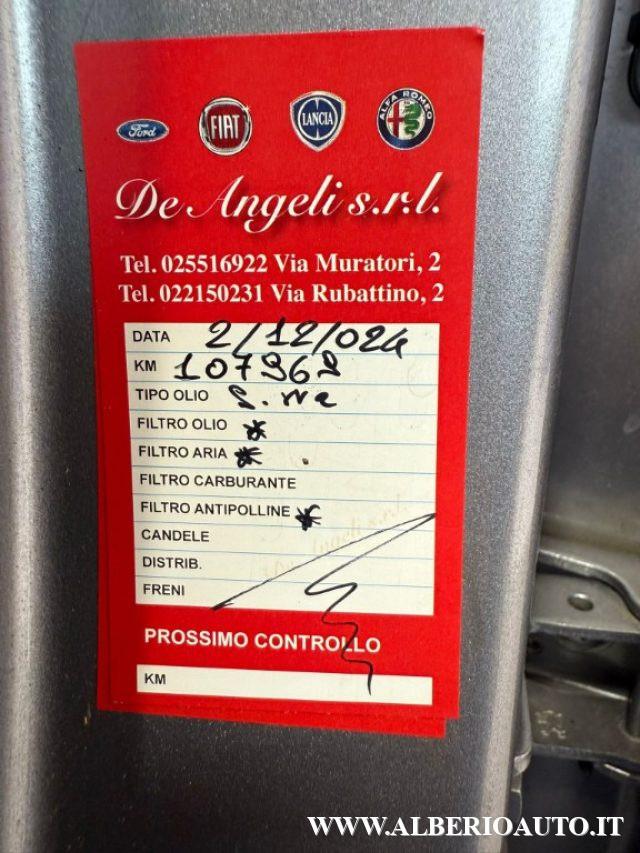 Ford FIAT LANCIA ALFA ROMEO
De Angeli s.r.l.
Tel. 025516922 Via Muratori, 2
Tel. 022150231 Via Rubattino, 2
DATA 2/12/024
KM 107969
TIPO OLIO
FILTRO OLIO *
FILTRO ARIA *
FILTRO CARBURANTE
FILTRO ANTIPOLLINE *
CANDELE
DISTRIB.
FRENI
PROSSIMO CONTROLLO
KM
WWW.ALBERIOAUTO.IT